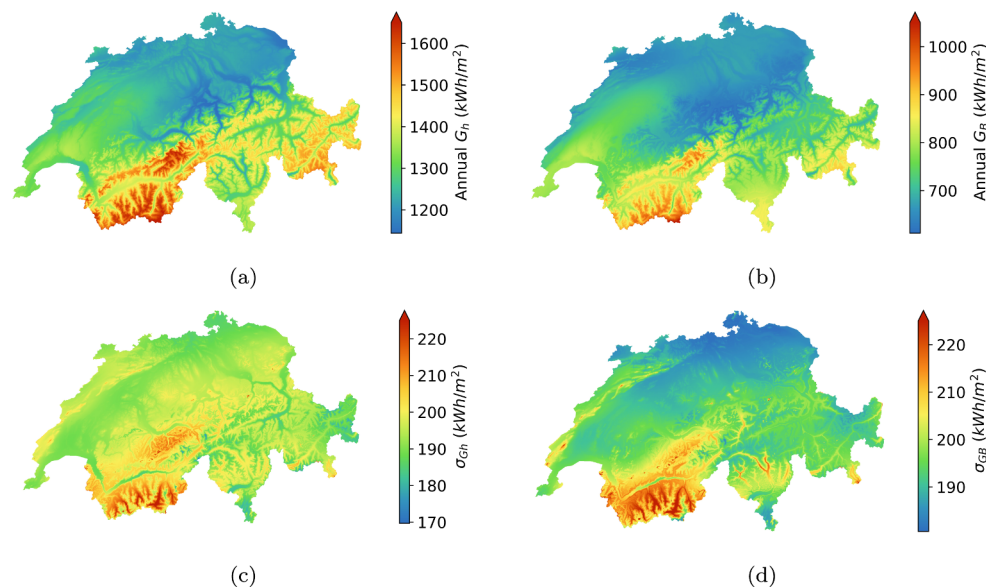 1600
1500
1400
1300
1200
Annual G_h (kWh/m²)
(a)
1000
900
800
700
Annual G_B (kWh/m²)
(b)
220
210
200
190
180
170
σ_Gh (kWh/m²)
(c)
220
210
200
190
σ_GB (kWh/m²)
(d)